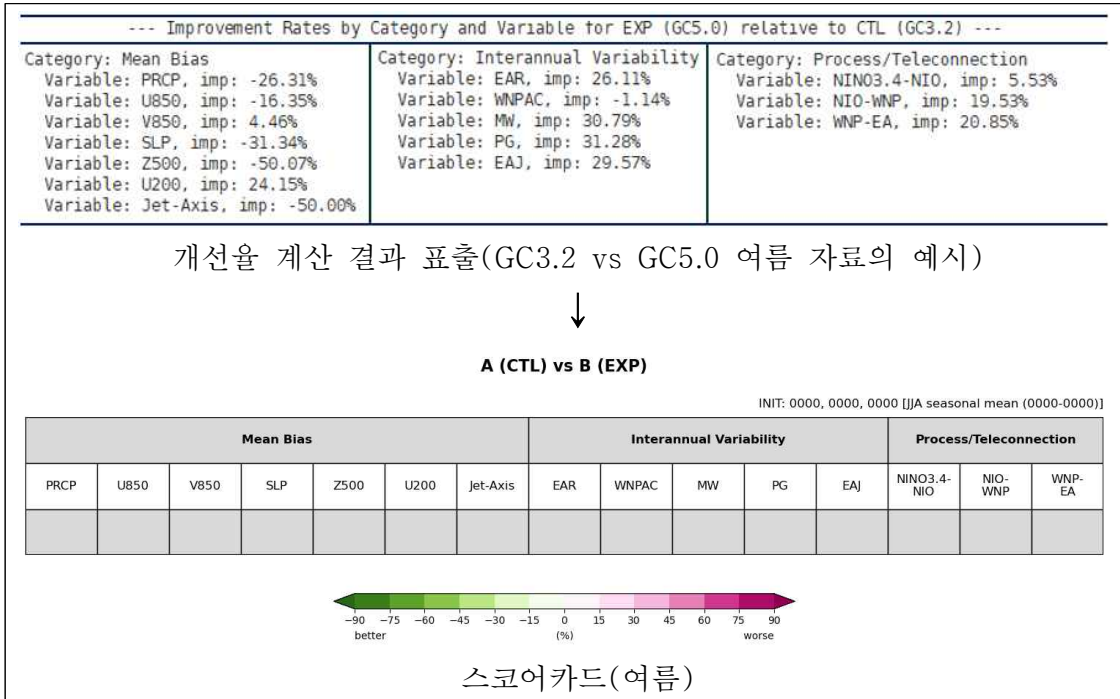 --- Improvement Rates by Category and Variable for EXP (GC5.0) relative to CTL (GC3.2) ---
Category: Mean Bias
Variable: PRCP, imp: -26.31%
Variable: U850, imp: -16.35%
Variable: V850, imp: 4.46%
Variable: SLP, imp: -31.34%
Variable: Z500, imp: -50.07%
Variable: U200, imp: 24.15%
Variable: Jet-Axis, imp: -50.00%
Category: Interannual Variability
Variable: EAR, imp: 26.11%
Variable: WNPAC, imp: -1.14%
Variable: MW, imp: 30.79%
Variable: PG, imp: 31.28%
Variable: EAJ, imp: 29.57%
Category: Process/Teleconnection
Variable: NINO3.4-NIO, imp: 5.53%
Variable: NIO-WNP, imp: 19.53%
Variable: WNP-EA, imp: 20.85%
개선율 계산 결과 표출(GC3.2 vs GC5.0 여름 자료의 예시)
↓
A (CTL) vs B (EXP)
INIT: 0000, 0000, 0000 [JJA seasonal mean (0000-0000)]
Mean Bias Interannual Variability Process/Teleconnection
PRCP U850 V850 SLP Z500 U200 Jet-Axis EAR WNPAC MW PG EAJ NINO3.4-NIO NIO-WNP WNP-EA
-90 -75 -60 -45 -30 -15 0 15 30 45 60 75 90
better (%) worse
스코어카드(여름)